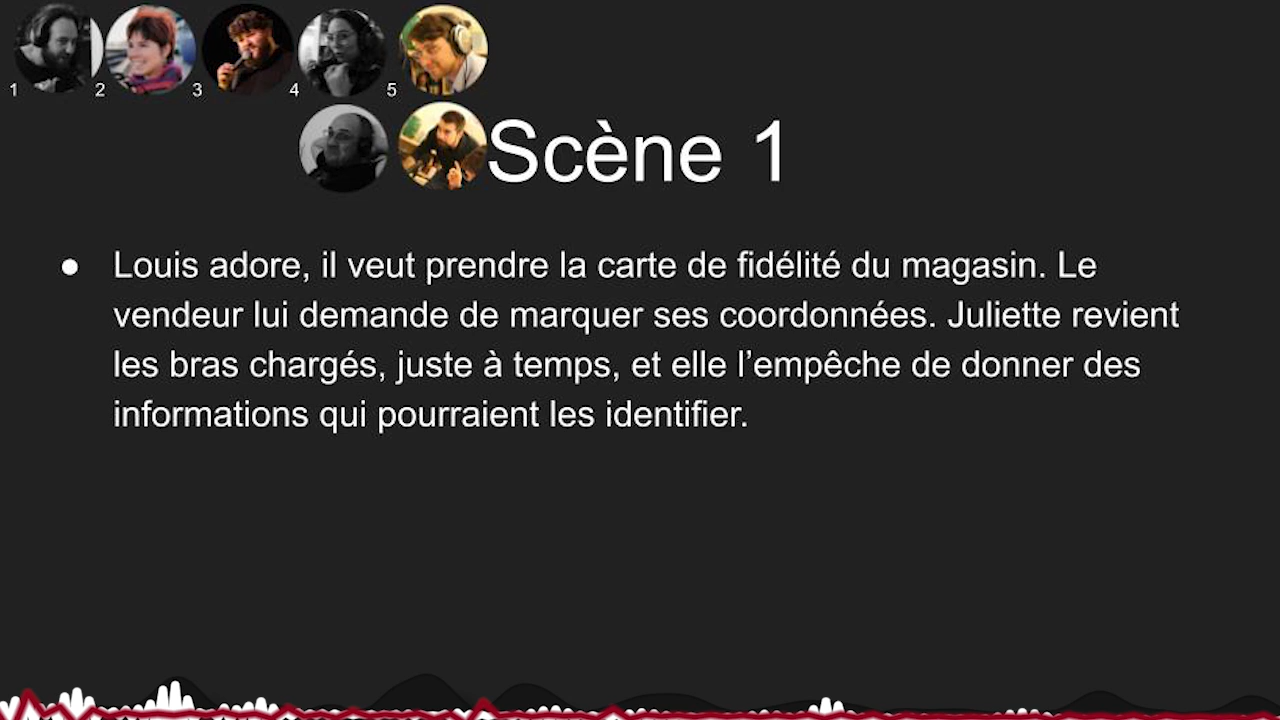 1 2 3 4 5
Scène 1
● Louis adore, il veut prendre la carte de fidélité du magasin. Le
vendeur lui demande de marquer ses coordonnées. Juliette revient
les bras chargés, juste à temps, et elle l’empêche de donner des
informations qui pourraient les identifier.